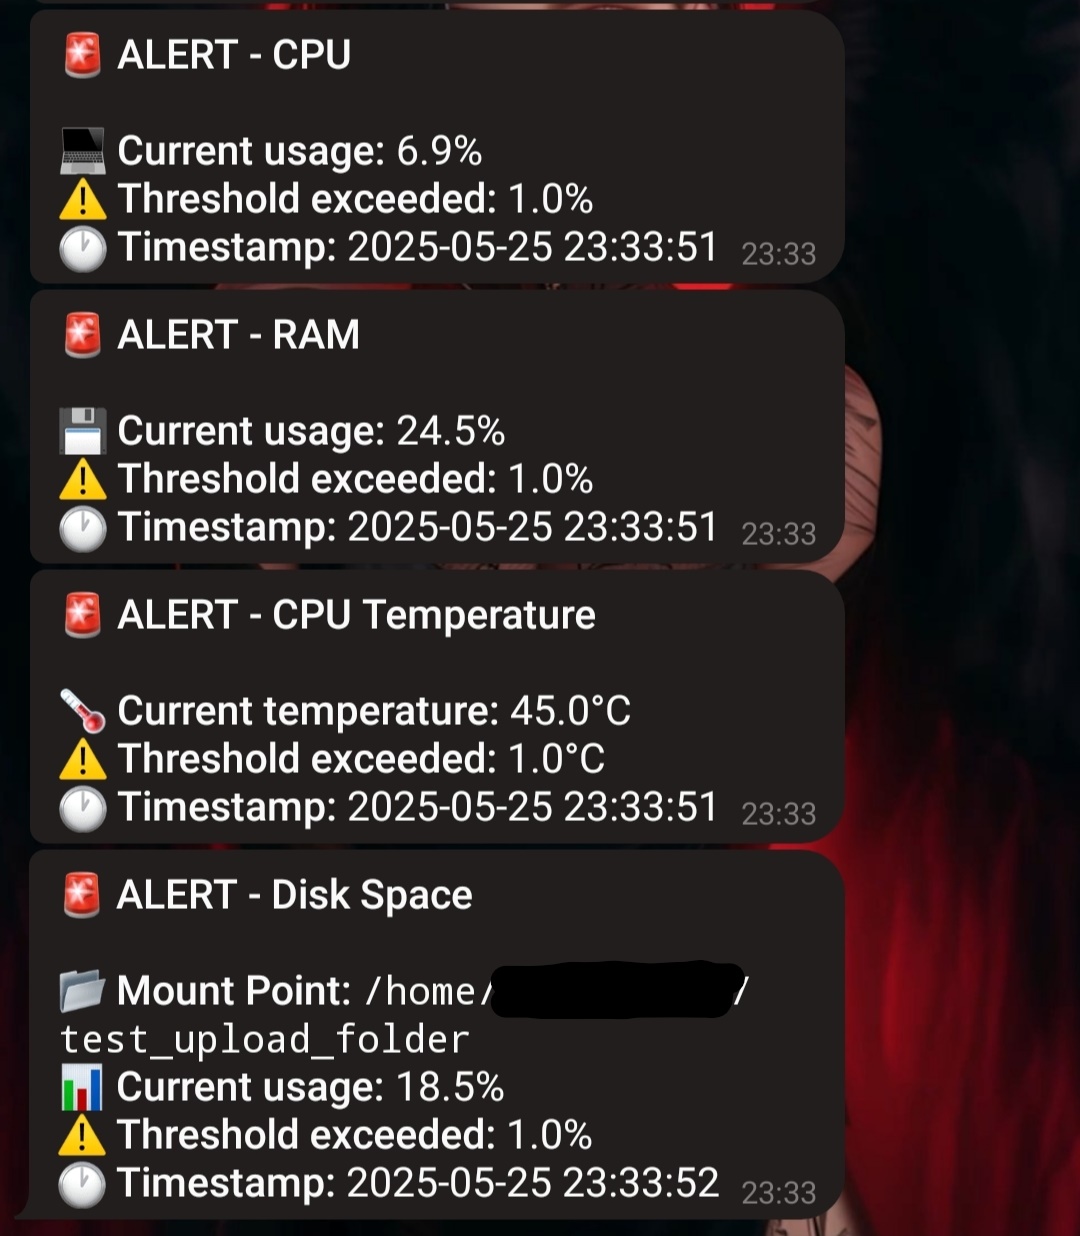 🚨 ALERT - CPU
💻 Current usage: 6.9%
⚠️ Threshold exceeded: 1.0%
🕐 Timestamp: 2025-05-25 23:33:51 23:33
🚨 ALERT - RAM
💾 Current usage: 24.5%
⚠️ Threshold exceeded: 1.0%
🕐 Timestamp: 2025-05-25 23:33:51 23:33
🚨 ALERT - CPU Temperature
🌡️ Current temperature: 45.0°C
⚠️ Threshold exceeded: 1.0°C
🕐 Timestamp: 2025-05-25 23:33:51 23:33
🚨 ALERT - Disk Space
📁 Mount Point: /home/ /
test_upload_folder
📊 Current usage: 18.5%
⚠️ Threshold exceeded: 1.0%
🕐 Timestamp: 2025-05-25 23:33:52 23:33